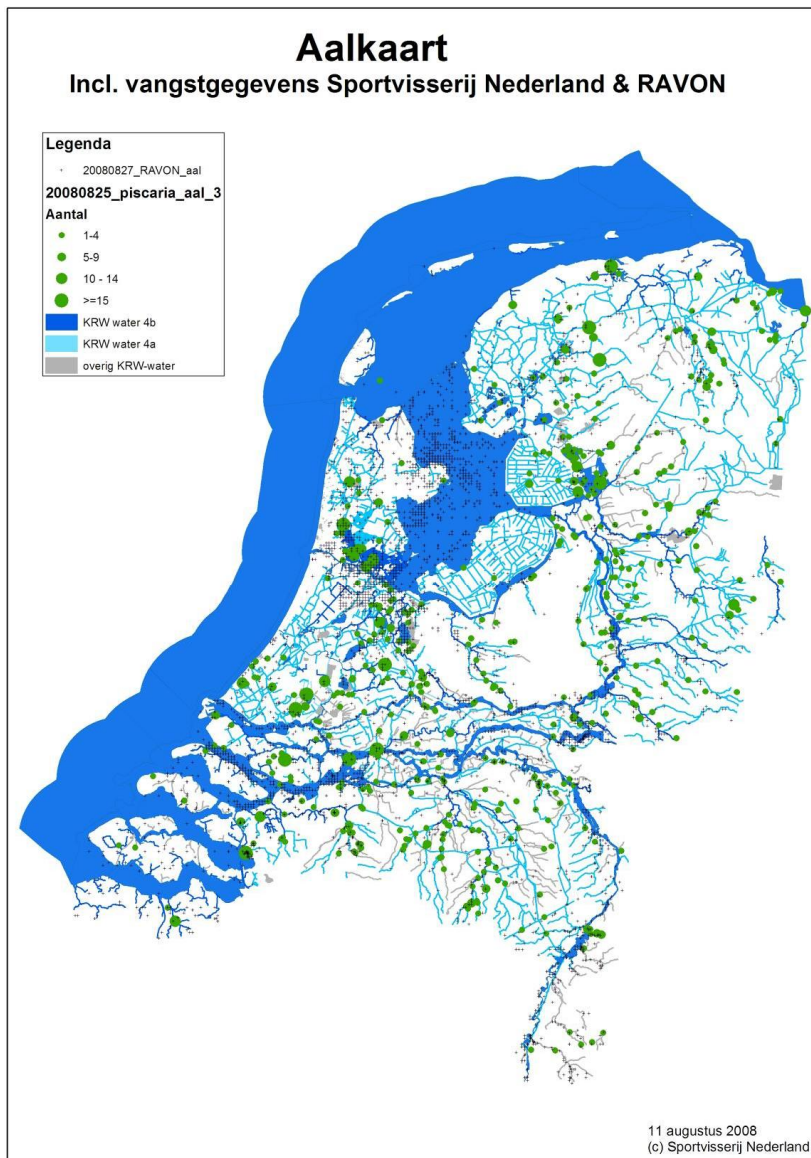 Aalkaart
Incl. vangstgegevens Sportvisserij Nederland & RAVON
Legenda
20080827_RAVON_aal
20080825_piscaria_aal_3
Aantal
1-4
5-9
10 - 14
>=15
KRW water 4b
KRW water 4a
overig KRW-water
11 augustus 2008
(c) Sportvisserij Nederland